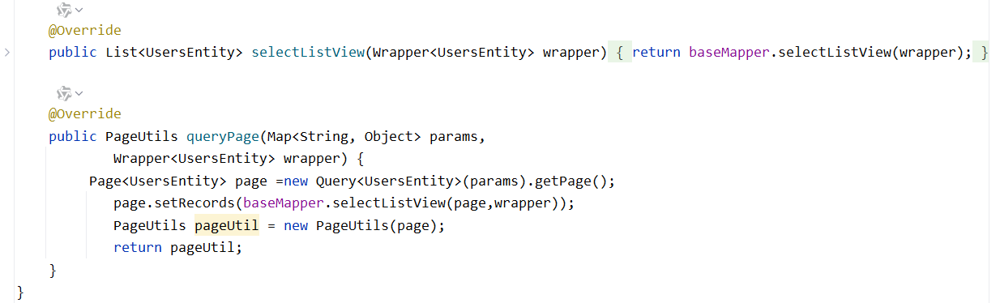 @Override
public List<UsersEntity> selectListView(Wrapper<UsersEntity> wrapper) { return baseMapper.selectListView(wrapper); }
@Override
public PageUtils queryPage(Map<String, Object> params,
Wrapper<UsersEntity> wrapper) {
Page<UsersEntity> page =new Query<UsersEntity>(params).getPage();
page.setRecords(baseMapper.selectListView(page,wrapper));
PageUtils pageUtil = new PageUtils(page);
return pageUtil;
}
}